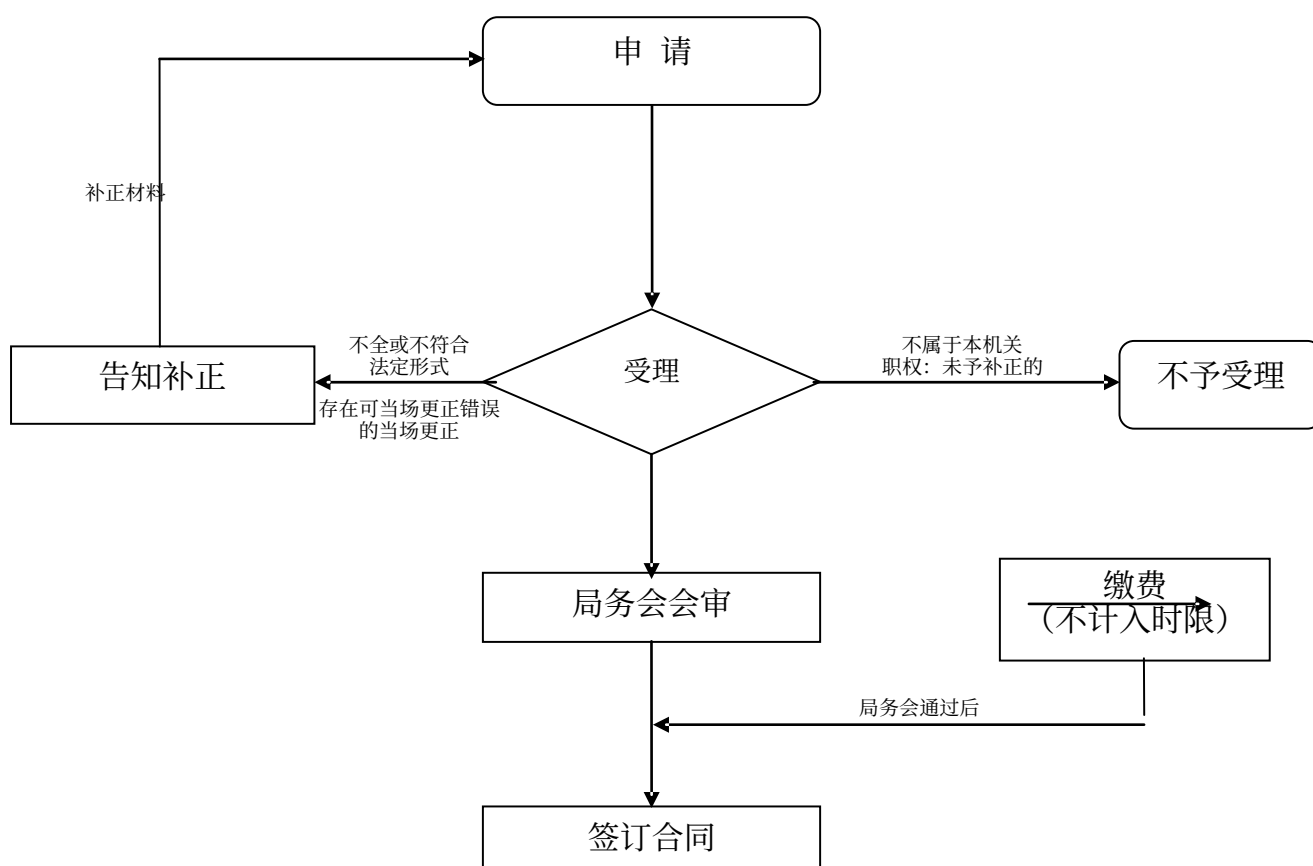 申 请
补正材料
不全或不符合
法定形式
不属于本机关
职权：未予补正的
告知补正
受理
不予受理
存在可当场更正错误
的当场更正
局务会会审
缴费
（不计入时限）
局务会通过后
签订合同